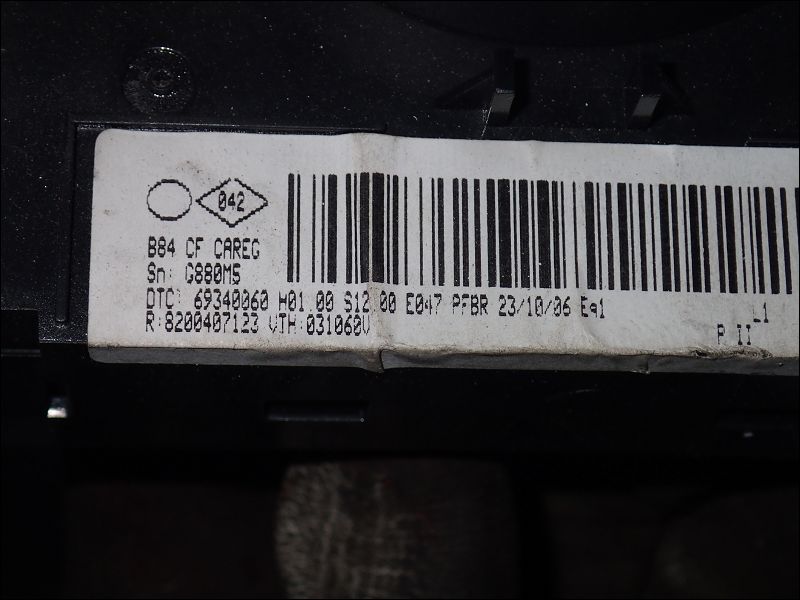 042
B84 CF CAREG
Sn: G880M5
DTC: 69340060 H01.00 S12.00 E047 PFBR 23/10/06 Eq1
L1
R:8200407123 VTH:031060V
P II